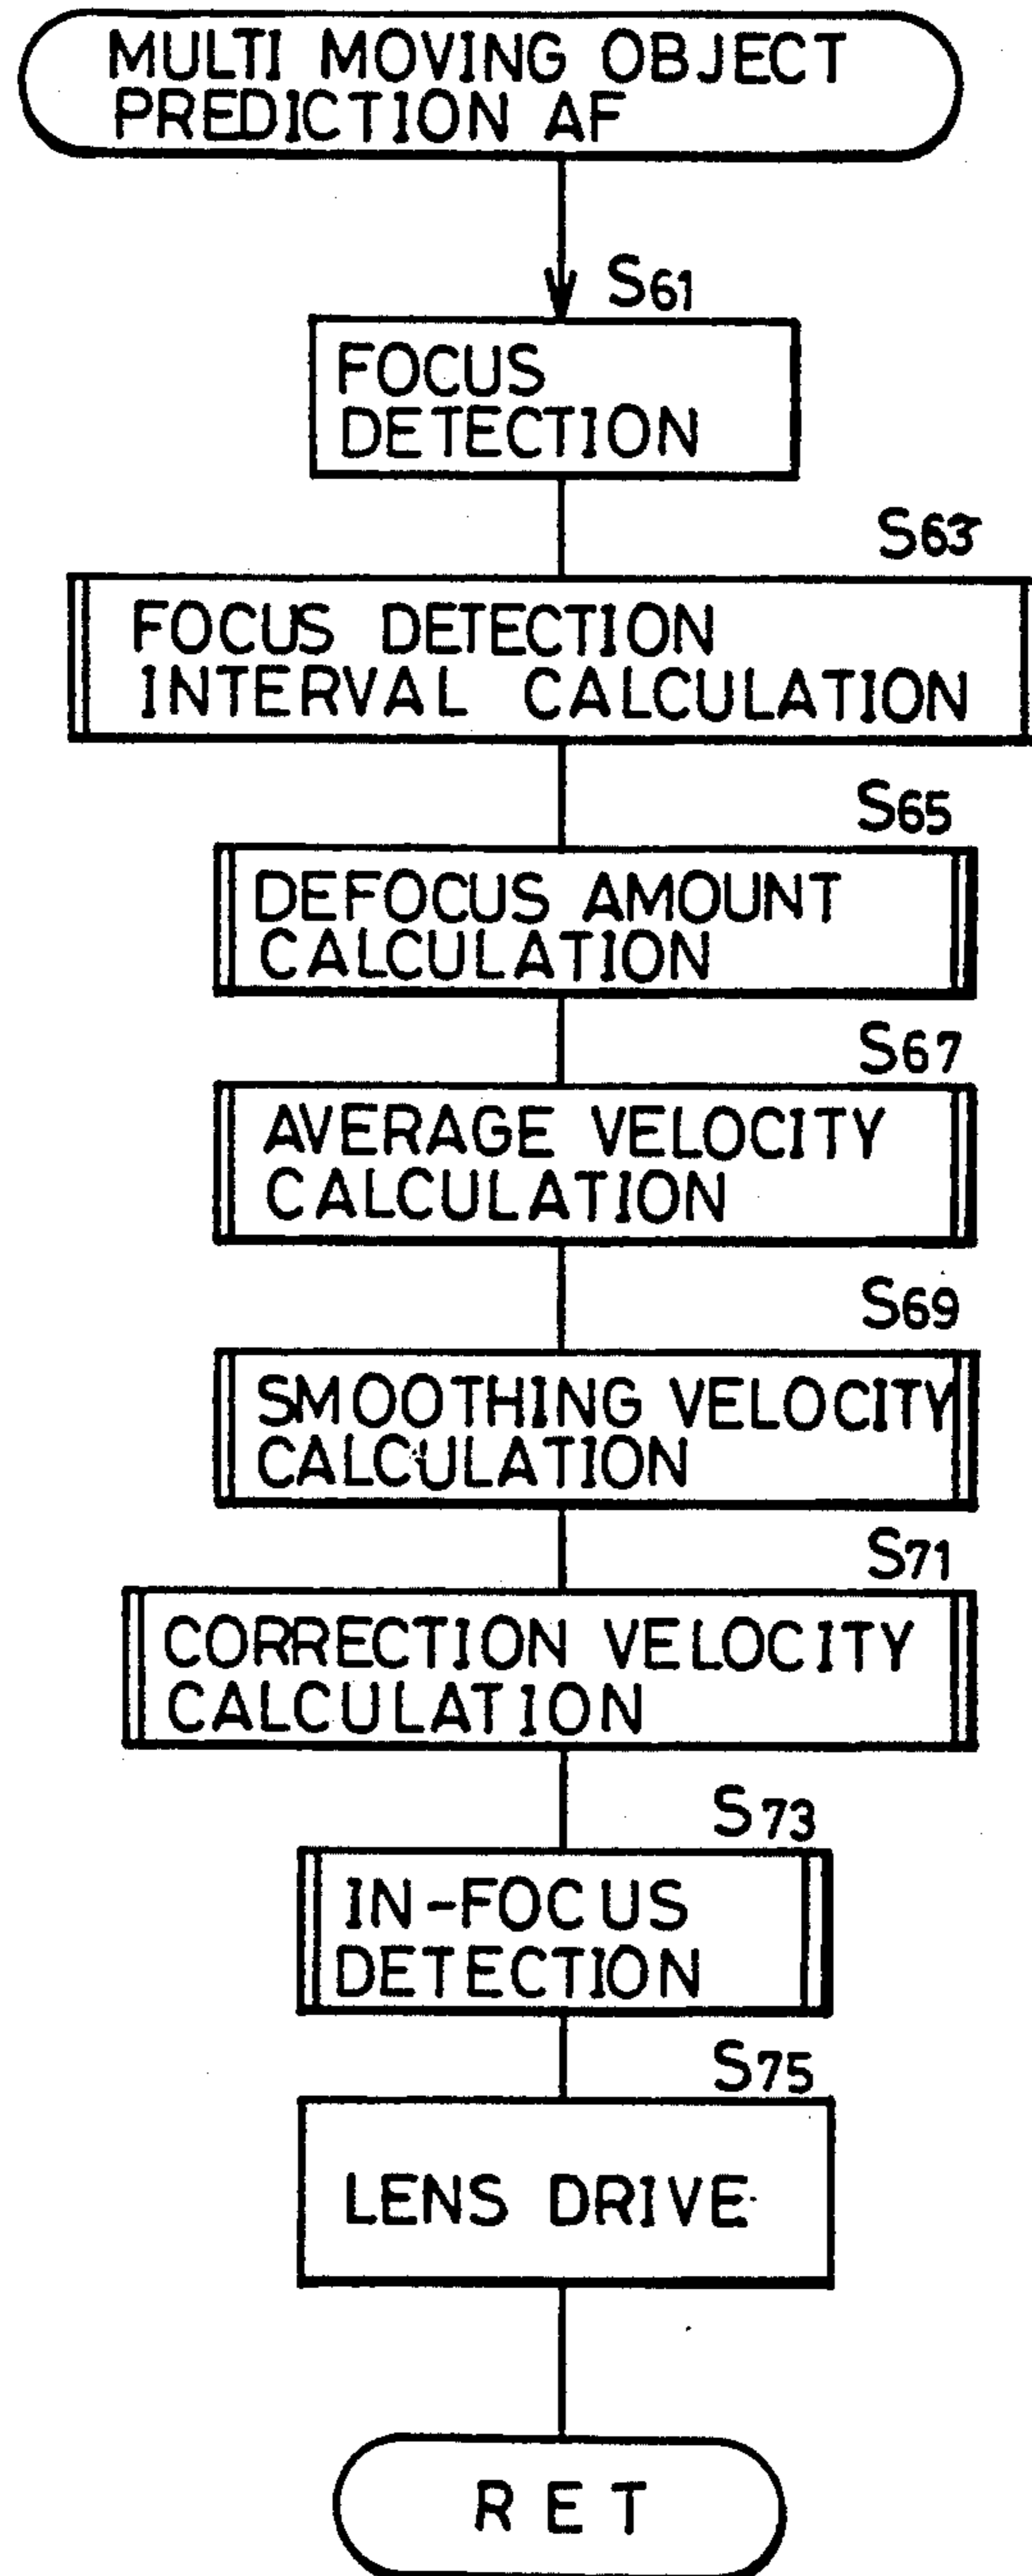 MULTI MOVING OBJECT
PREDICTION AF
S61
FOCUS
DETECTION
S63
FOCUS DETECTION
INTERVAL CALCULATION
S65
DEFOCUS AMOUNT
CALCULATION
S67
AVERAGE VELOCITY
CALCULATION
S69
SMOOTHING VELOCITY
CALCULATION
S71
CORRECTION VELOCITY
CALCULATION
S73
IN-FOCUS
DETECTION
S75
LENS DRIVE
RET